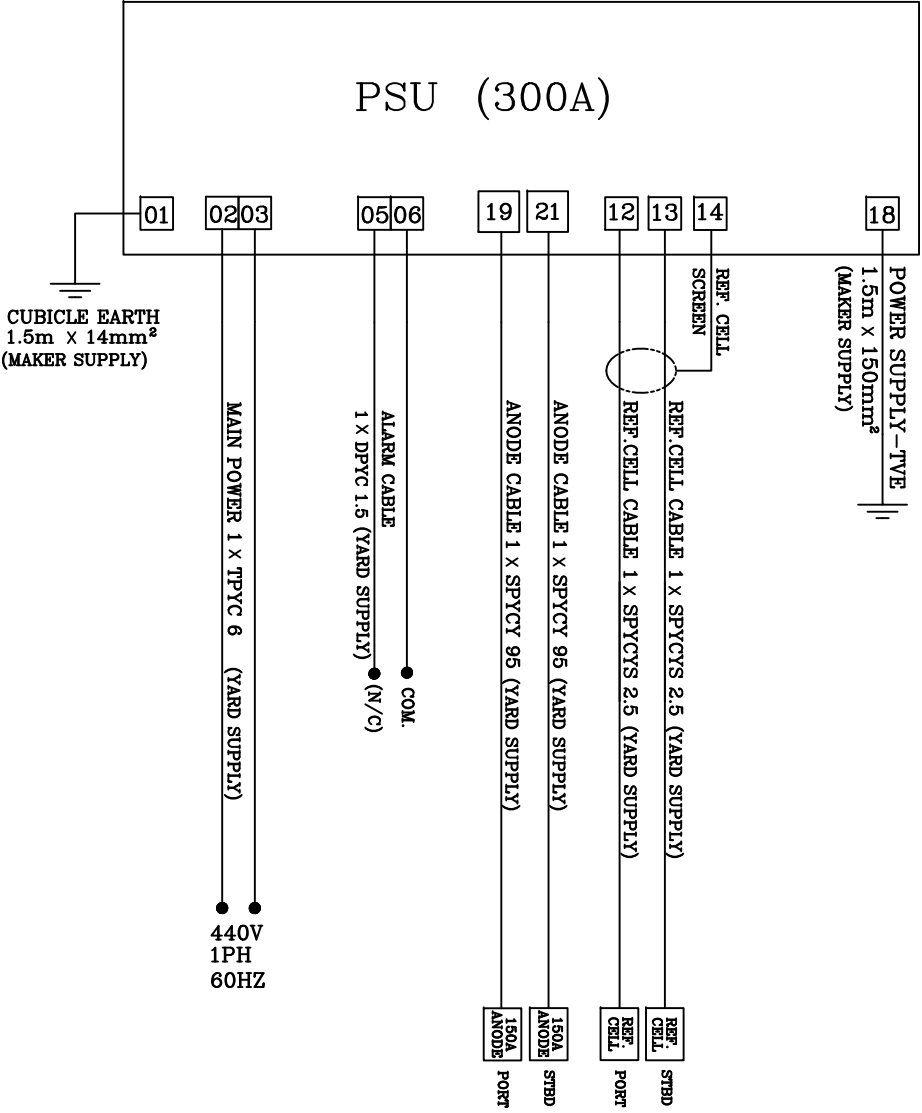 PSU (300A)
01
02
03
05
06
19
21
12
13
14
18
CUBICLE EARTH
1.5m X 14mm²
(MAKER SUPPLY)
MAIN POWER 1 X TPYC 6 (YARD SUPPLY)
440V
1PH
60HZ
ALARM CABLE
1 X DPYC 1.5 (YARD SUPPLY)
(N/C)
COM.
ANODE CABLE 1 X SPYCY 95 (YARD SUPPLY)
ANODE CABLE 1 X SPYCY 95 (YARD SUPPLY)
REF.CELL CABLE 1 X SPYCYS 2.5 (YARD SUPPLY)
REF.CELL CABLE 1 X SPYCYS 2.5 (YARD SUPPLY)
REF. CELL
SCREEN
POWER SUPPLY-TVE
1.5m X 150mm²
(MAKER SUPPLY)
150A
ANODE
PORT
150A
ANODE
STBD
REF.
CELL
PORT
REF.
CELL
STBD